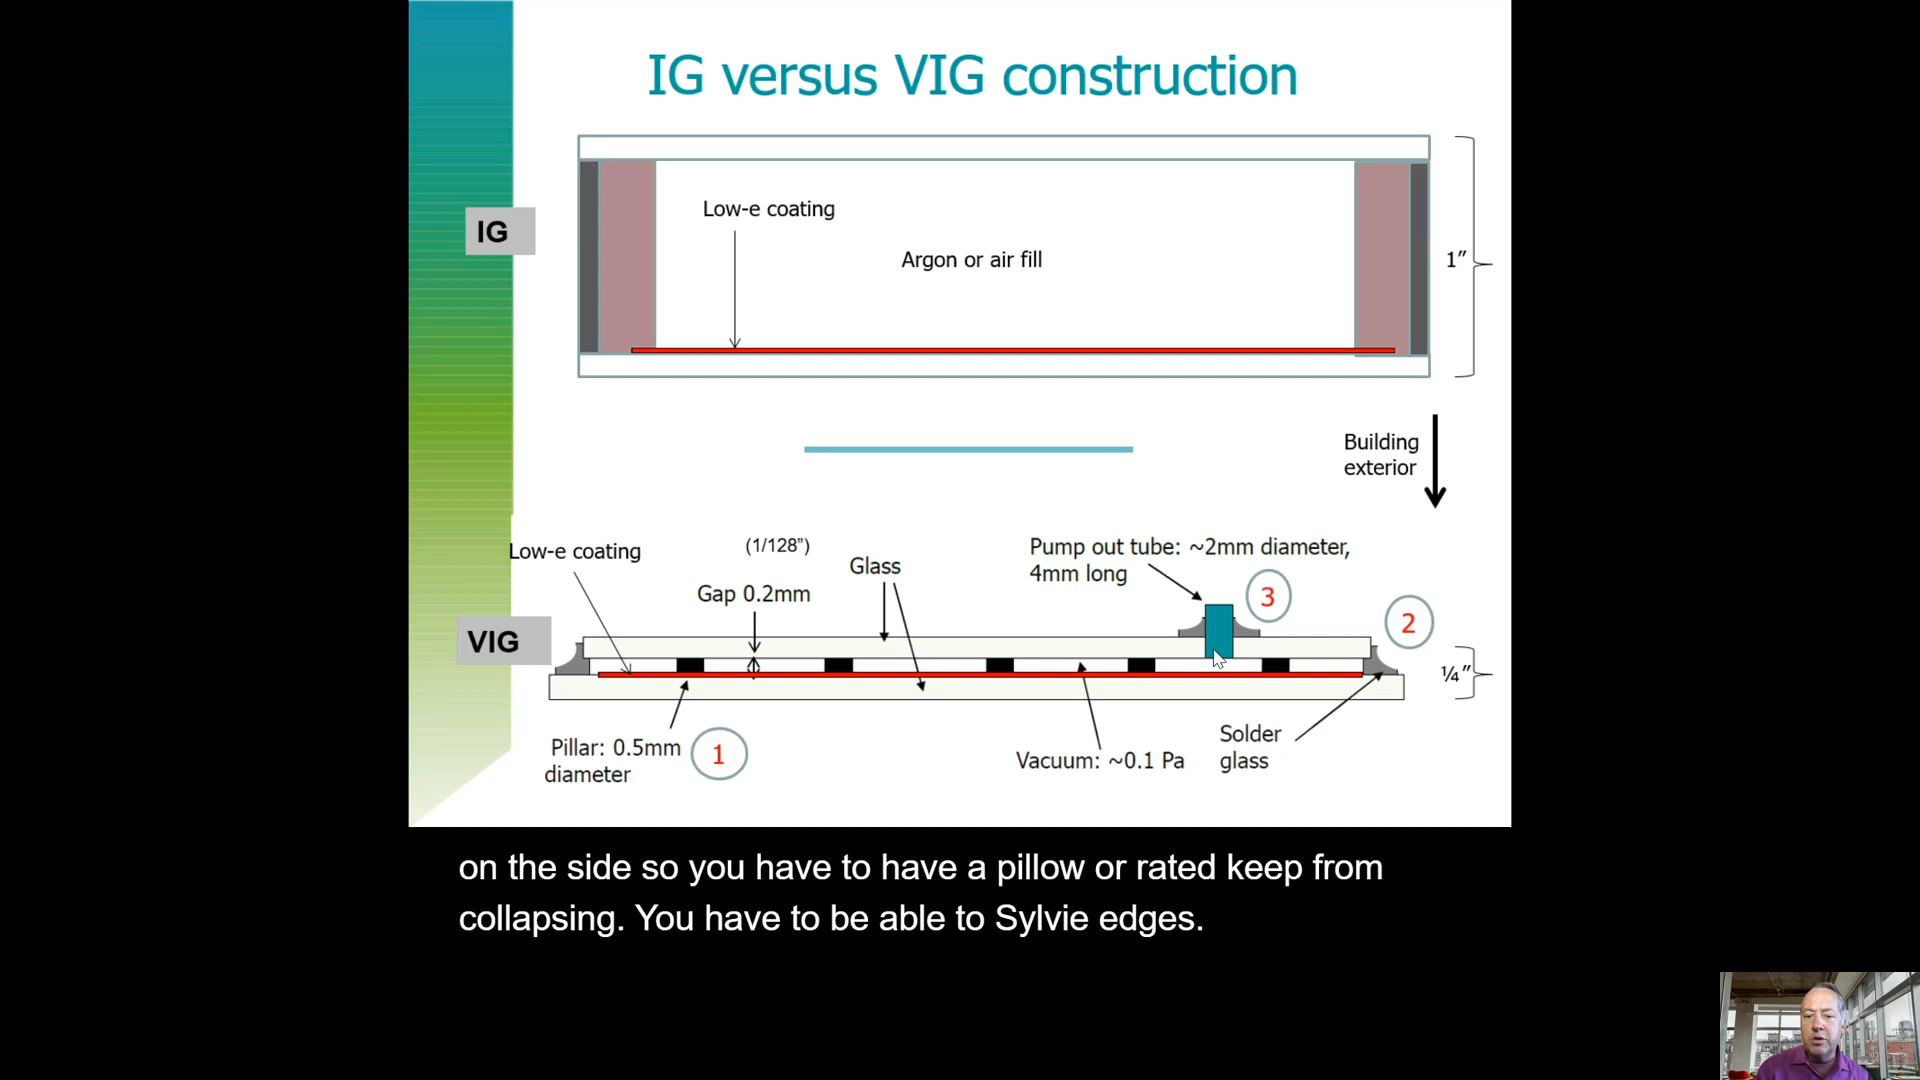 IG versus VIG construction
Low-e coating
IG
Argon or air fill
1”
Building
exterior
Low-e coating
(1/128”)
Gap 0.2mm
Glass
Pump out tube: ~2mm diameter,
4mm long
3
2
VIG
¼”
Pillar: 0.5mm
diameter
1
Vacuum: ~0.1 Pa
Solder
glass
on the side so you have to have a pillow or rated keep from
collapsing. You have to be able to Sylvie edges.